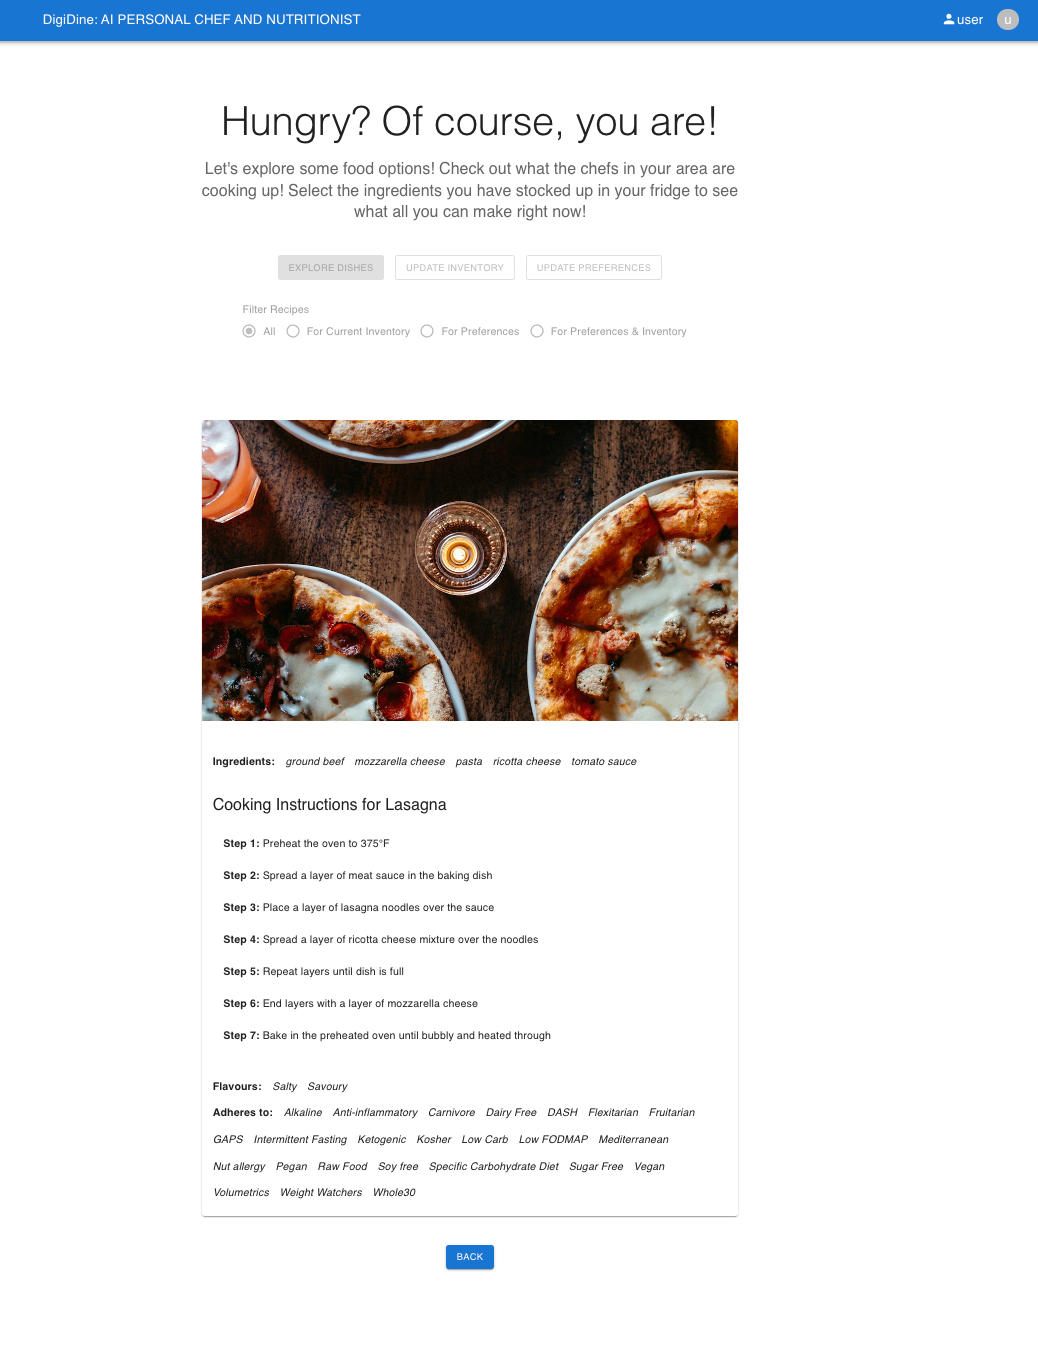 DigiDine: AI PERSONAL CHEF AND NUTRITIONIST
user
u
Hungry? Of course, you are!
Let's explore some food options! Check out what the chefs in your area are
cooking up! Select the ingredients you have stocked up in your fridge to see
what all you can make right now!
EXPLORE DISHES UPDATE INVENTORY UPDATE PREFERENCES
Filter Recipes
All For Current Inventory For Preferences For Preferences & Inventory
Ingredients: ground beef mozzarella cheese pasta ricotta cheese tomato sauce
Cooking Instructions for Lasagna
Step 1: Preheat the oven to 375°F
Step 2: Spread a layer of meat sauce in the baking dish
Step 3: Place a layer of lasagna noodles over the sauce
Step 4: Spread a layer of ricotta cheese mixture over the noodles
Step 5: Repeat layers until dish is full
Step 6: End layers with a layer of mozzarella cheese
Step 7: Bake in the preheated oven until bubbly and heated through
Flavours: Salty Savoury
Adheres to: Alkaline Anti-inflammatory Carnivore Dairy Free DASH Flexitarian Fruitarian
GAPS Intermittent Fasting Ketogenic Kosher Low Carb Low FODMAP Mediterranean
Nut allergy Pegan Raw Food Soy free Specific Carbohydrate Diet Sugar Free Vegan
Volumetrics Weight Watchers Whole30
BACK